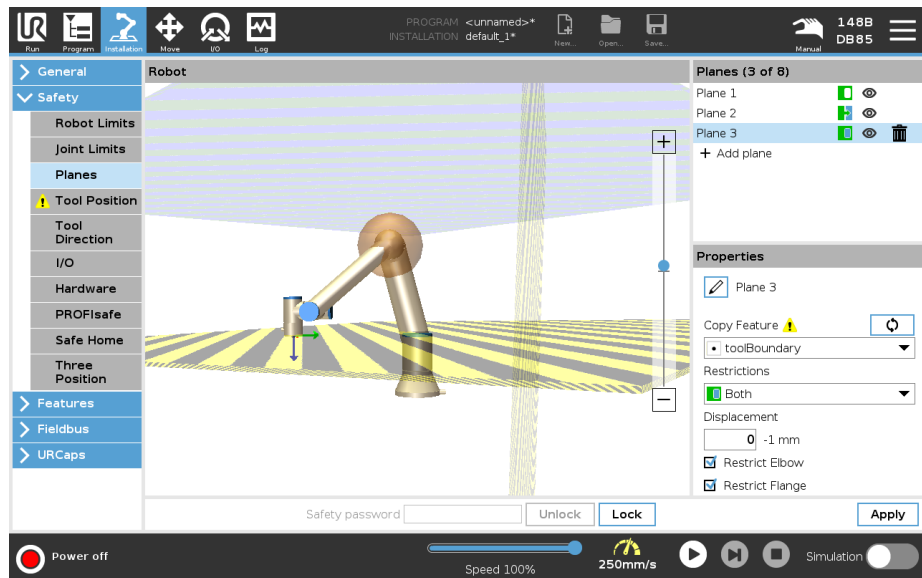 PROGRAM <unnamed>*
INSTALLATION default_1*
148B
DB85
Run
Program
Installation
Move
I/O
Log
New...
Open...
Save...
Manual
General
Safety
Robot Limits
Joint Limits
Planes
Tool Position
Tool
Direction
I/O
Hardware
PROFIsafe
Safe Home
Three
Position
Features
Fieldbus
URCaps
Robot
Planes (3 of 8)
Plane 1
Plane 2
Plane 3
+ Add plane
Properties
Plane 3
Copy Feature
toolBoundary
Restrictions
Both
Displacement
0 -1 mm
Restrict Elbow
Restrict Flange
Safety password
Unlock
Lock
Apply
Power off
Speed 100%
250mm/s
Simulation